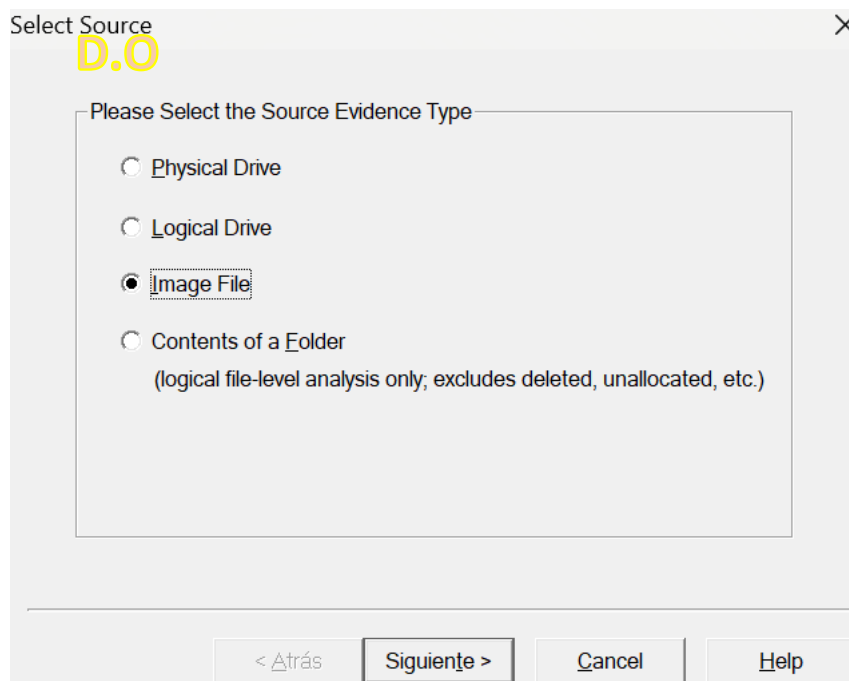 Select Source
D.O
Please Select the Source Evidence Type
Physical Drive
Logical Drive
Image File
Contents of a Folder
(logical file-level analysis only; excludes deleted, unallocated, etc.)
< Atrás Siguiente > Cancel Help